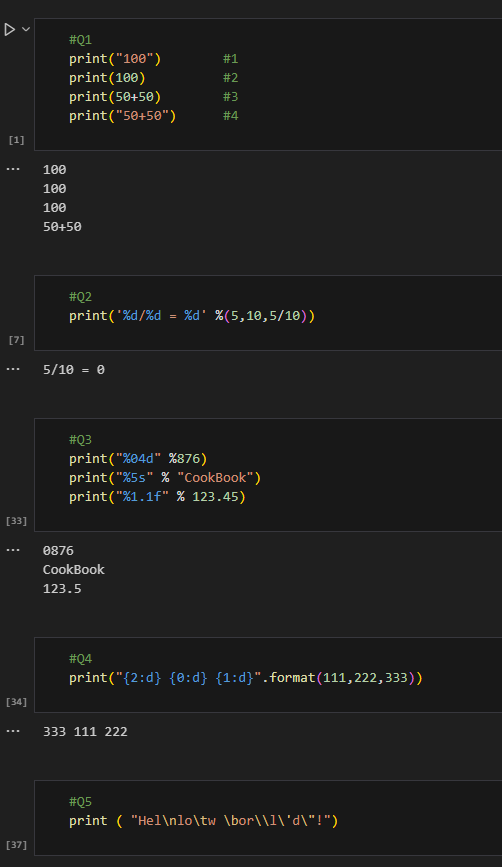 #Q1
print("100")        #1
print(100)          #2
print(50+50)        #3
print("50+50")      #4
[1]
... 100
100
100
50+50
#Q2
print('%d/%d = %d' %(5,10,5/10))
[7]
... 5/10 = 0
#Q3
print("%04d" %876)
print("%5s" % "CookBook")
print("%1.1f" % 123.45)
[33]
... 0876
CookBook
123.5
#Q4
print("{2:d} {0:d} {1:d}".format(111,222,333))
[34]
... 333 111 222
#Q5
print ( "Hel\nlo\tw \bor\\l\'d\"!")
[37]